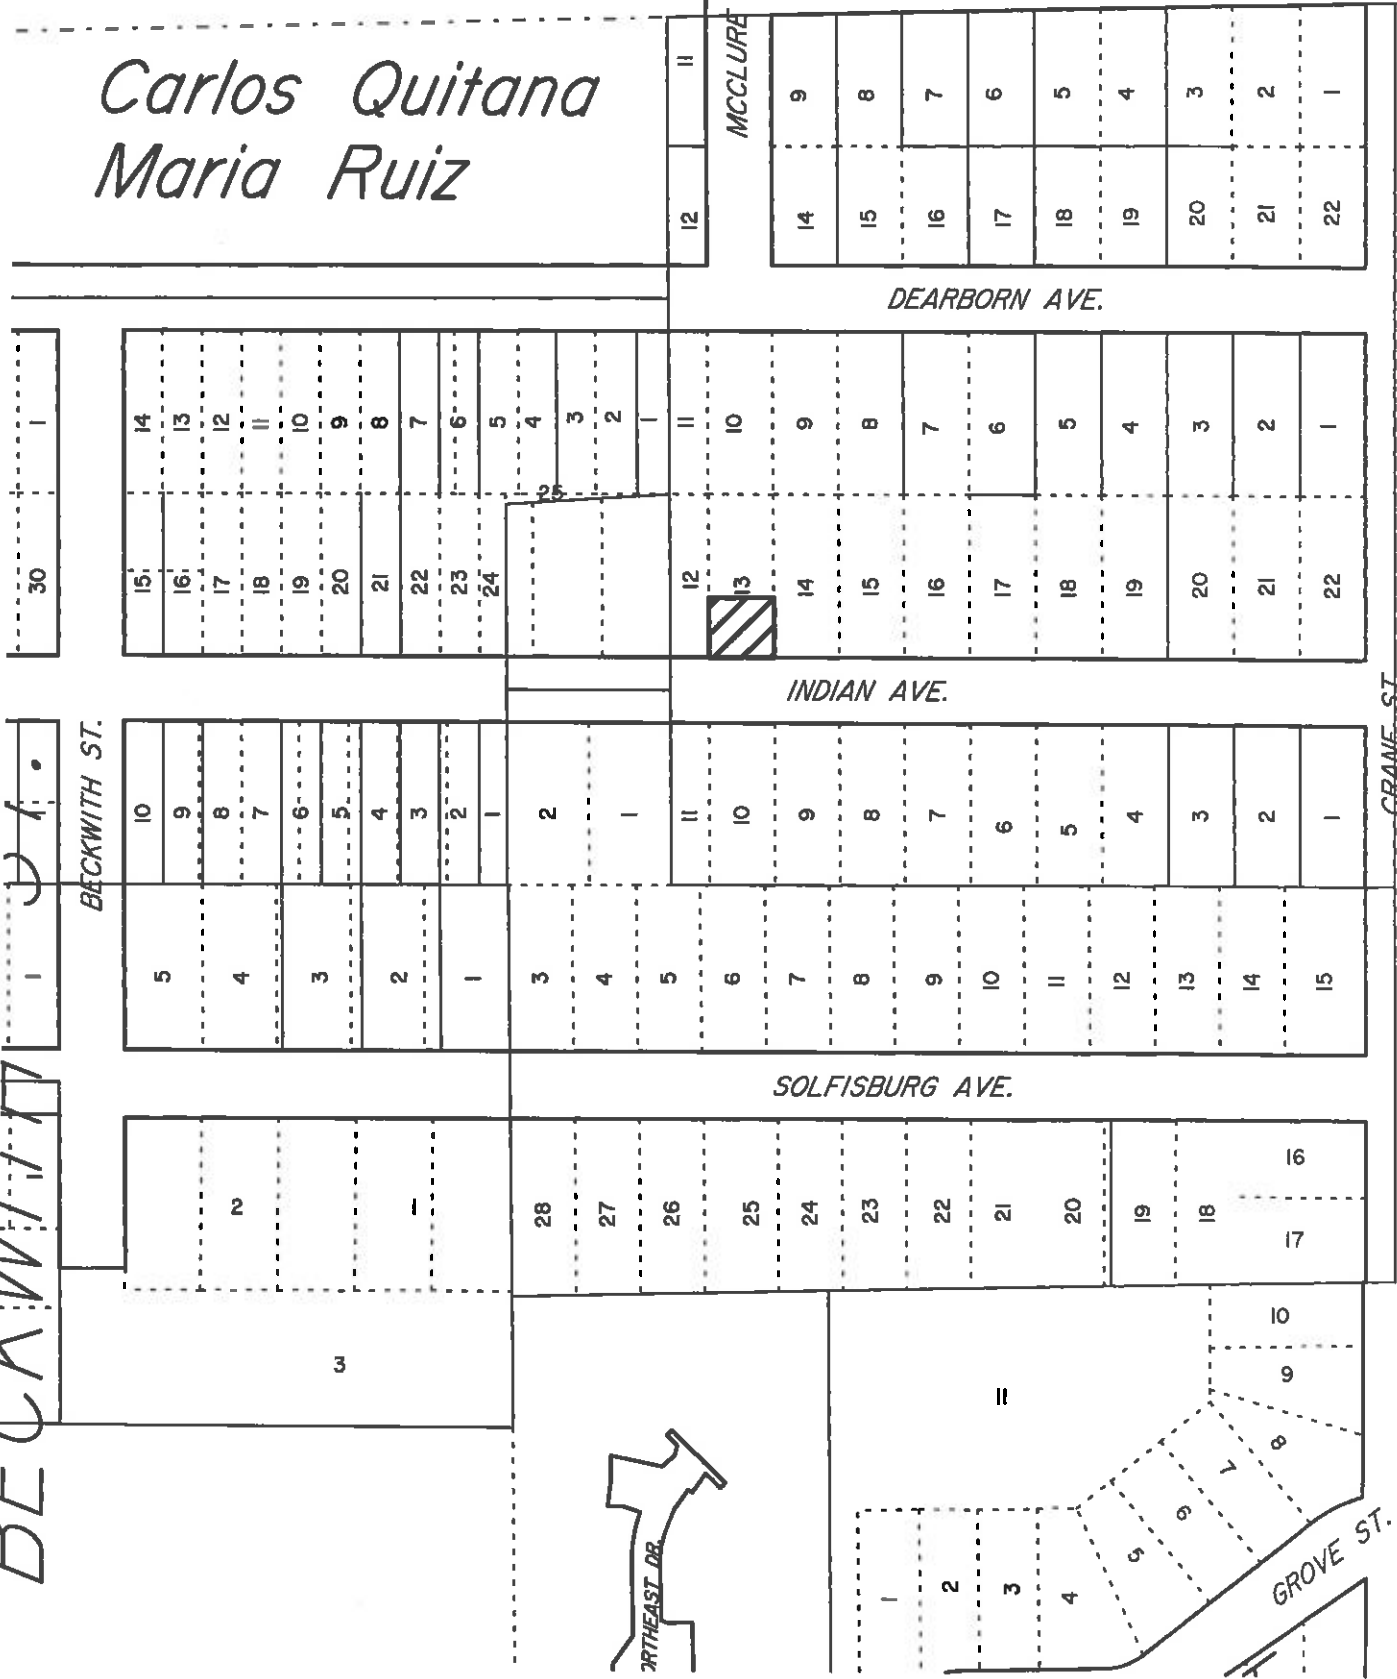 Carlos Quitana
Maria Ruiz
11
MCCLURE
9 8 7 6 5 4 3 2 1
12
14 15 16 17 18 19 20 21 22
DEARBORN AVE.
1
14 13 12 11 10 9 8 7 6 5 4 3 2 1
11 10 9 8 7 6 5 4 3 2 1
25
30
15 16 17 18 19 20 21 22 23 24
12 13 14 15 16 17 18 19 20 21 22
INDIAN AVE.
CRANE ST.
BECKWITH ST.
10 9 8 7 6 5 4 3 2 1
2 1
11 10 9 8 7 6 5 4 3 2 1
1
5 4 3 2 1
3 4 5 6 7 8 9 10 11 12 13 14 15
SOLFISBURG AVE.
BECKWITH ST.
2 1
28 27 26 25 24 23 22 21 20 19 18
16
17
3
10
9
8
7
6
5
11
1 2 3 4
ORTHEAST DR.
GROVE ST.